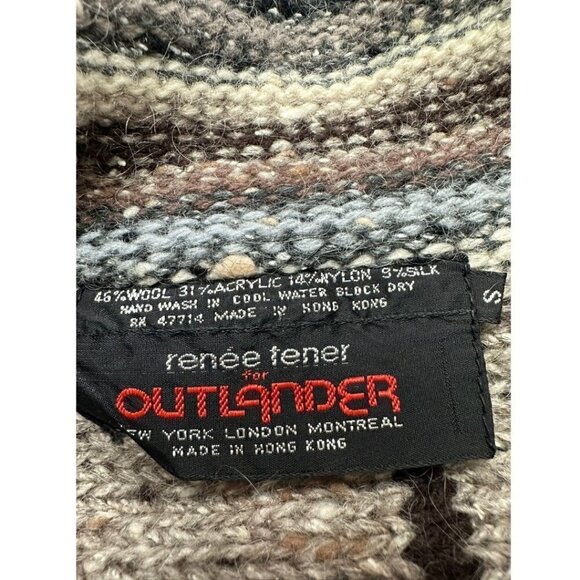 46%WOOL 31%ACRYLIC 14%NYLON 9%SILK
HAND WASH IN COOL WATER BLOCK DRY
RN 47714 MADE IN HONG KONG
S
renée tener
for
OUTLANDER
NEW YORK LONDON MONTREAL
MADE IN HONG KONG